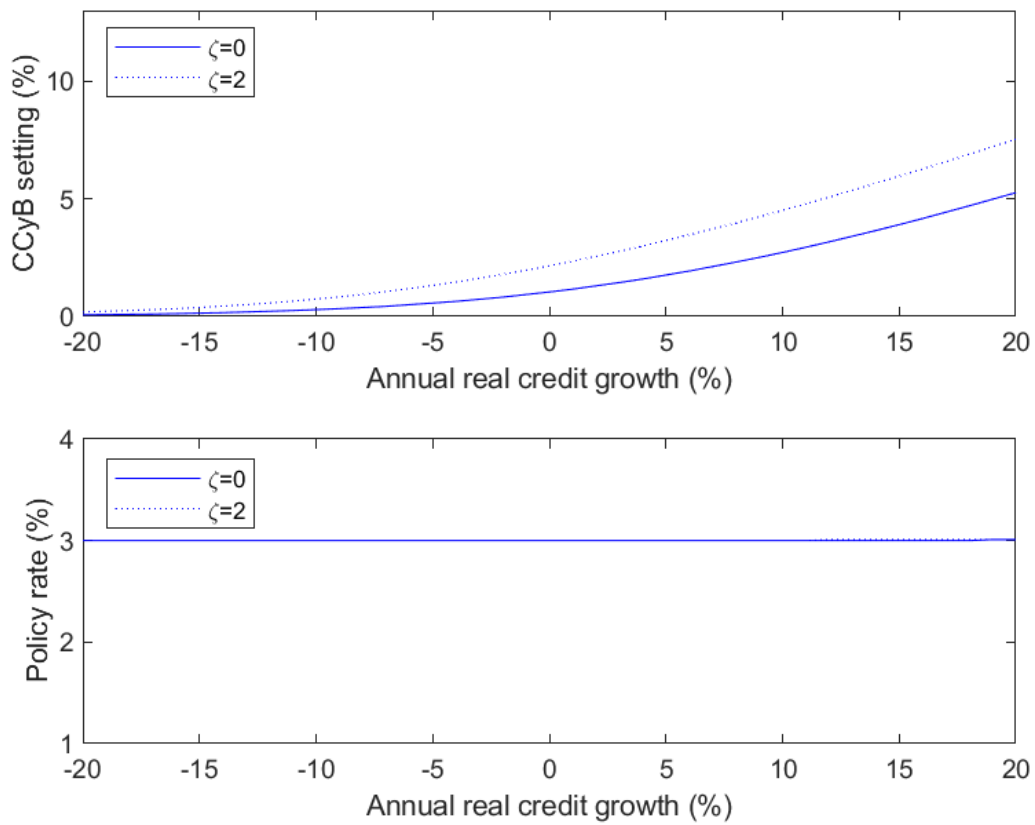 ζ=0
ζ=2
CCyB setting (%)
10
5
0
-20 -15 -10 -5 0 5 10 15 20
Annual real credit growth (%)
ζ=0
ζ=2
Policy rate (%)
4
3
2
1
-20 -15 -10 -5 0 5 10 15 20
Annual real credit growth (%)